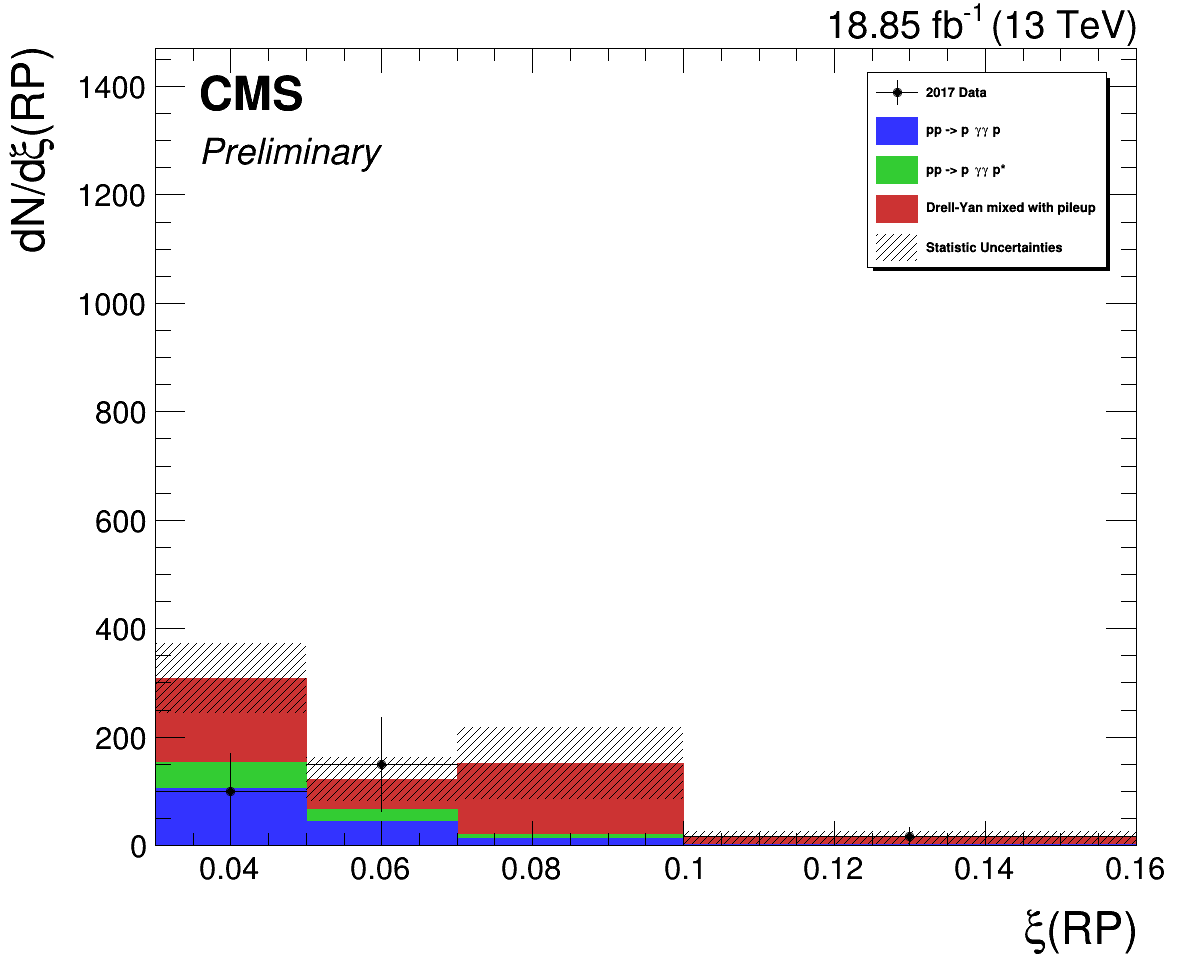 18.85 fb⁻¹ (13 TeV)
dN/dξ(RP)
CMS
Preliminary
2017 Data
pp -> p γγ p
pp -> p γγ p*
Drell-Yan mixed with pileup
Statistic Uncertainties
1400
1200
1000
800
600
400
200
0
0.04 0.06 0.08 0.1 0.12 0.14 0.16
ξ(RP)